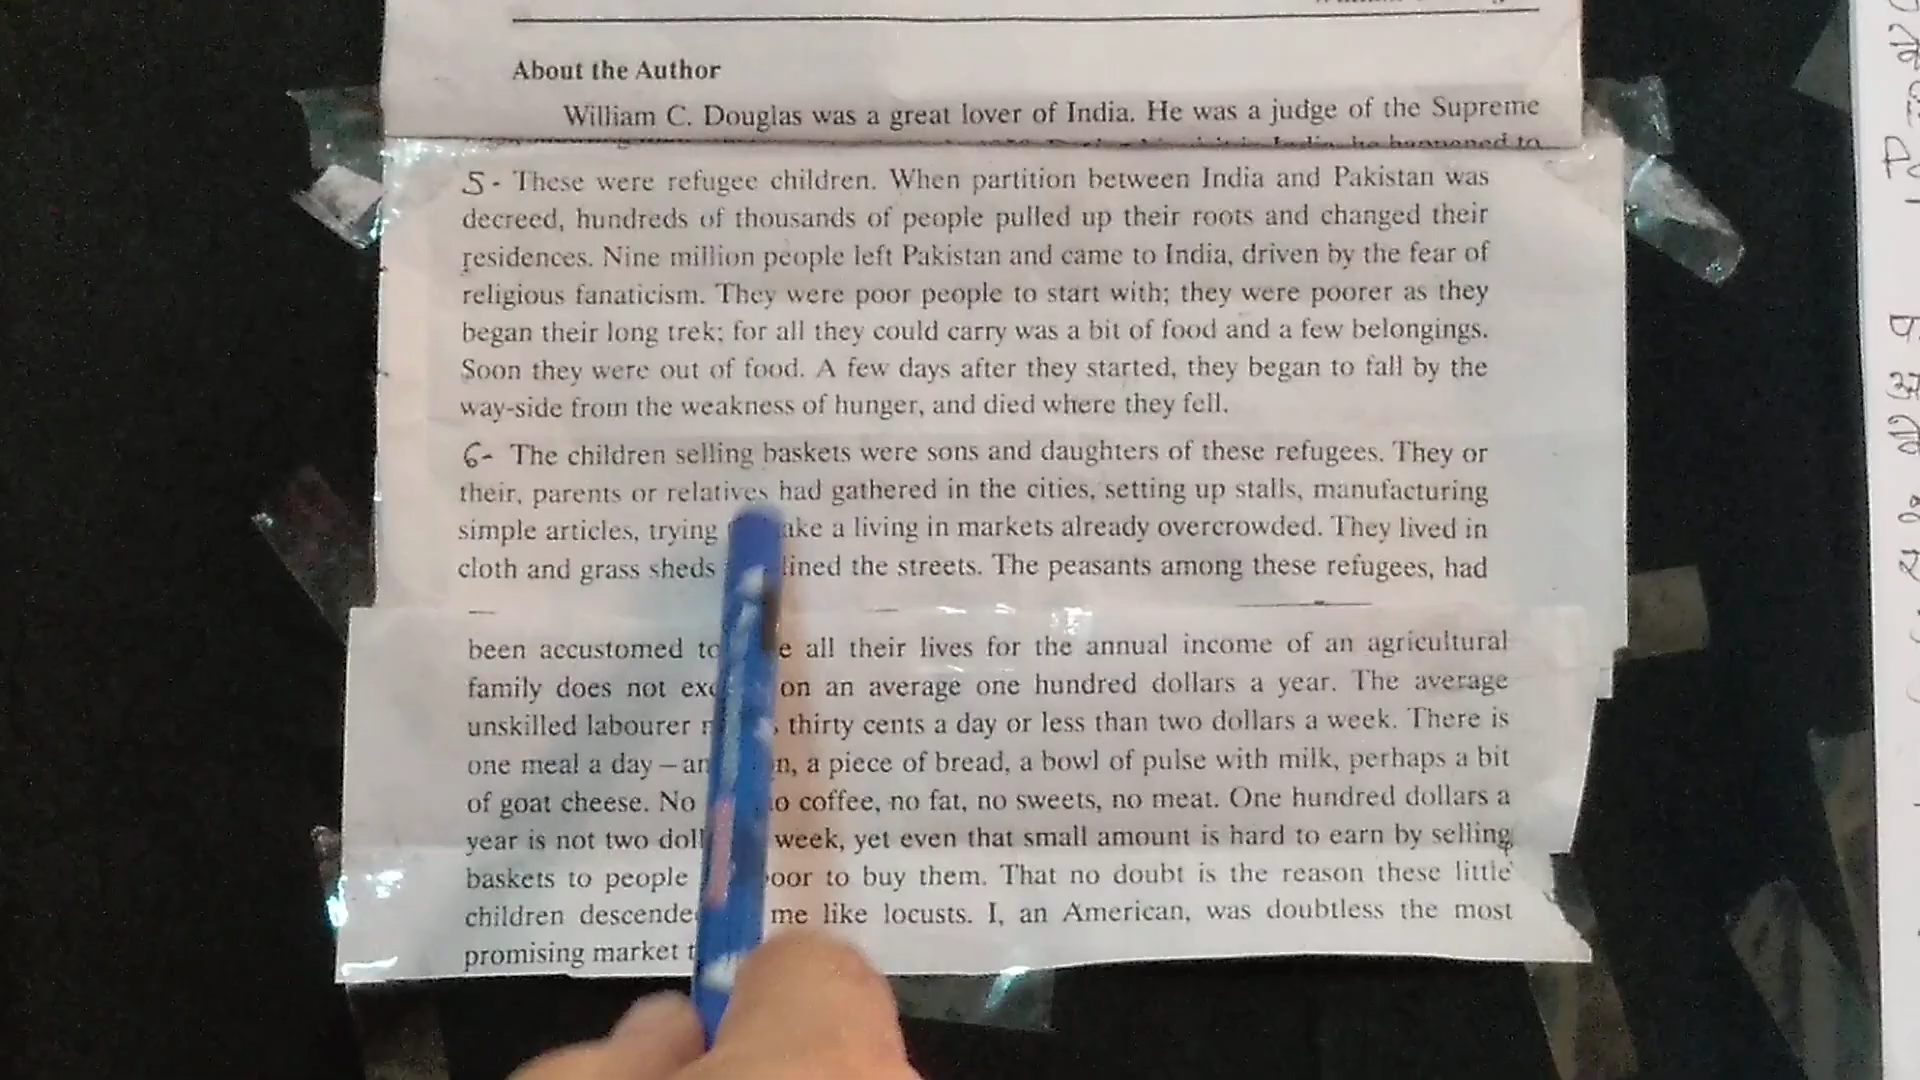 About the Author
William C. Douglas was a great lover of India. He was a judge of the Supreme
5- These were refugee children. When partition between India and Pakistan was
decreed, hundreds of thousands of people pulled up their roots and changed their
residences. Nine million people left Pakistan and came to India, driven by the fear of
religious fanaticism. They were poor people to start with; they were poorer as they
began their long trek; for all they could carry was a bit of food and a few belongings.
Soon they were out of food. A few days after they started, they began to fall by the
way-side from the weakness of hunger, and died where they fell.
6- The children selling baskets were sons and daughters of these refugees. They or
their, parents or relatives had gathered in the cities, setting up stalls, manufacturing
simple articles, trying a living in markets already overcrowded. They lived in
cloth and grass sheds lined the streets. The peasants among these refugees, had
been accustomed all their lives for the annual income of an agricultural
family does not on an average one hundred dollars a year. The average
unskilled labourer thirty cents a day or less than two dollars a week. There is
one meal a day – a piece of bread, a bowl of pulse with milk, perhaps a bit
of goat cheese. No coffee, no fat, no sweets, no meat. One hundred dollars a
year is not two week, yet even that small amount is hard to earn by selling
baskets to people to buy them. That no doubt is the reason these little
children me like locusts. I, an American, was doubtless the most
promising market